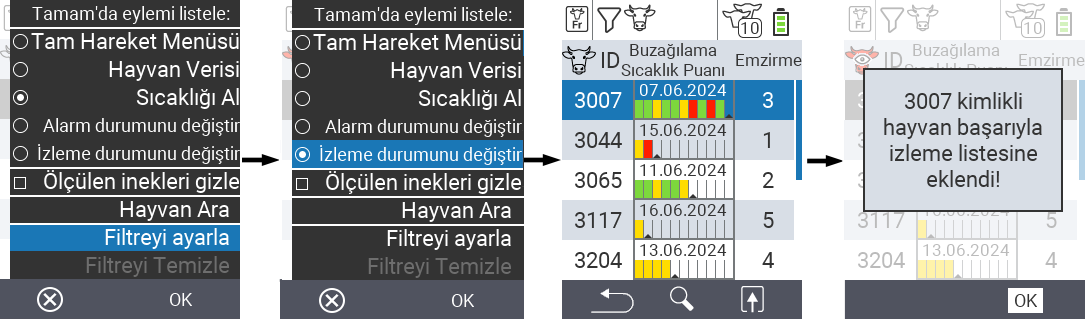 Tamam'da eylemi listele:
Tam Hareket Menüsü
Hayvan Verisi
Sıcaklığı Al
Alarm durumunu değiştir
İzleme durumunu değiştir
Ölçülen inekleri gizle
Hayvan Ara
Filtreyi ayarla
Filtreyi Temizle
OK
Tamam'da eylemi listele:
Tam Hareket Menüsü
Hayvan Verisi
Sıcaklığı Al
Alarm durumunu değiştir
İzleme durumunu değiştir
Ölçülen inekleri gizle
Hayvan Ara
Filtreyi ayarla
Filtreyi Temizle
OK
Fr 10
ID Buzağılama Sıcaklık Puanı Emzirme
3007 07.06.2024 3
3044 15.06.2024 1
3065 11.06.2024 2
3117 16.06.2024 5
3204 13.06.2024 4
Fr 10
ID Buzağılama Sıcaklık Puanı Emzirme
3007 kimlikli
hayvan başarıyla
izleme listesine
eklendi!
3117 16.06.2024 5
3204 13.06.2024 4
OK